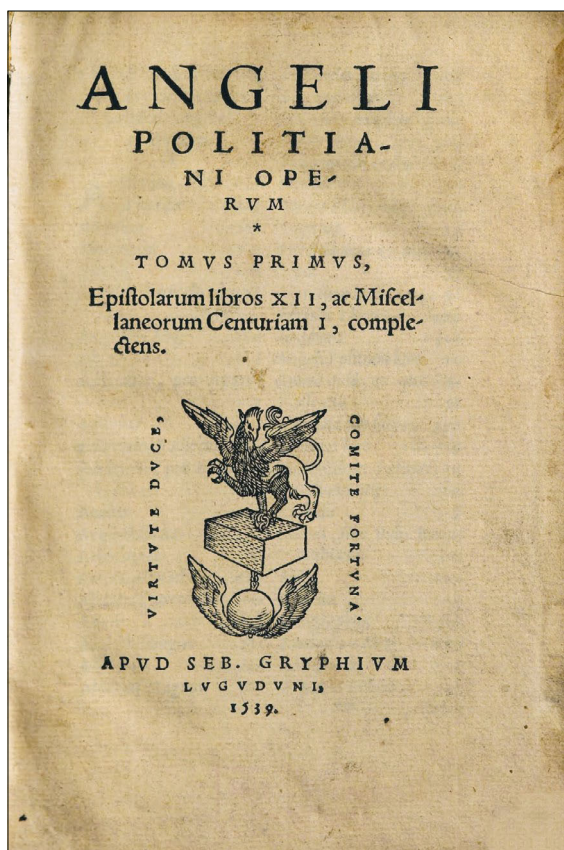 ANGELI
POLITIA-
NI OPE-
RVM
*
TOMVS PRIMVS,
Epiſtolarum libros XII, ac Miſcel-
laneorum Centuriam I, comple-
ctens.
VIRTVTE DVCE,
COMITE FORTVNA.
APVD SEB. GRYPHIVM
LVGVDVNI,
1539.